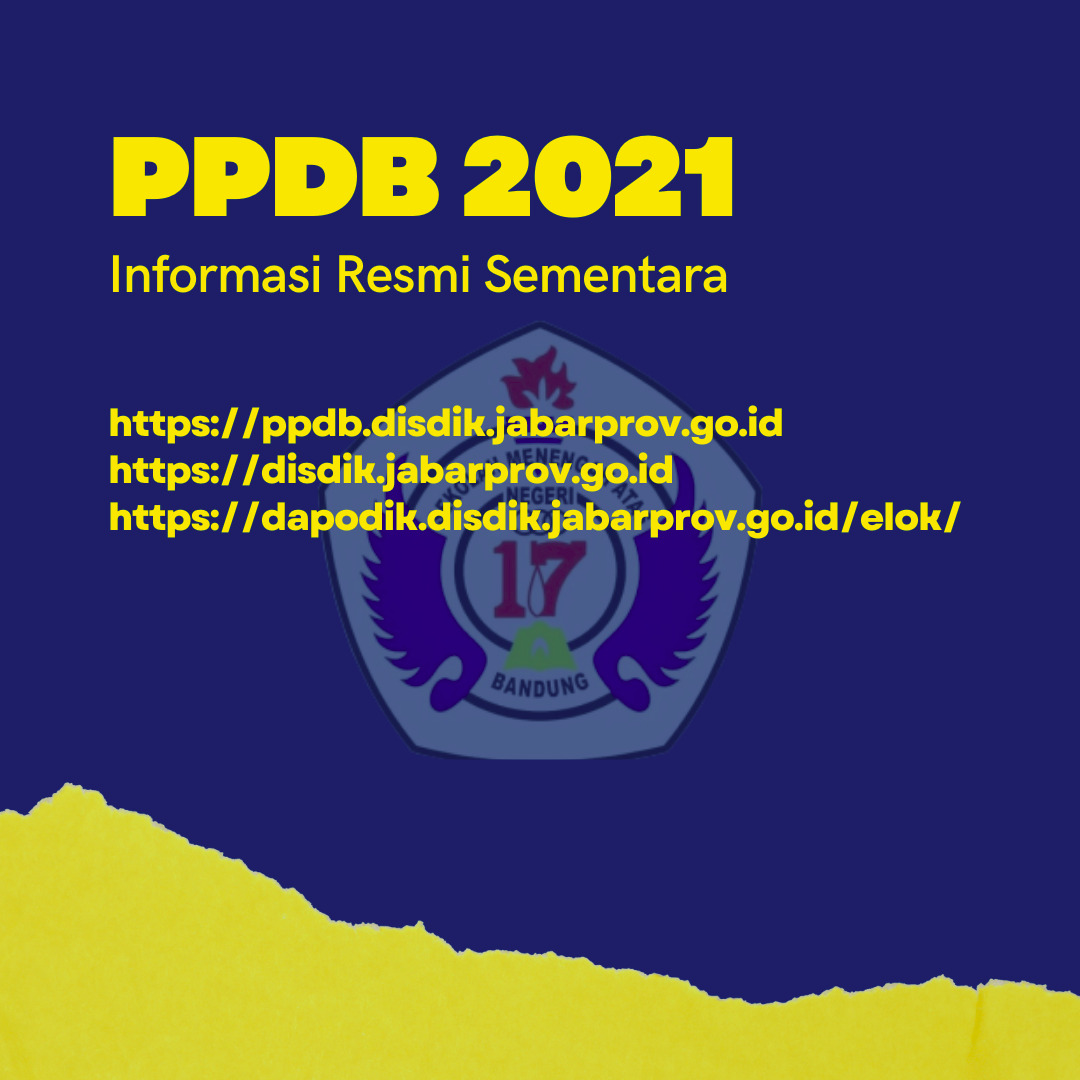 PPDB 2021
Informasi Resmi Sementara
https://ppdb.disdik.jabarprov.go.id
https://disdik.jabarprov.go.id
https://dapodik.disdik.jabarprov.go.id/elok/
NEGERI
17
BANDUNG